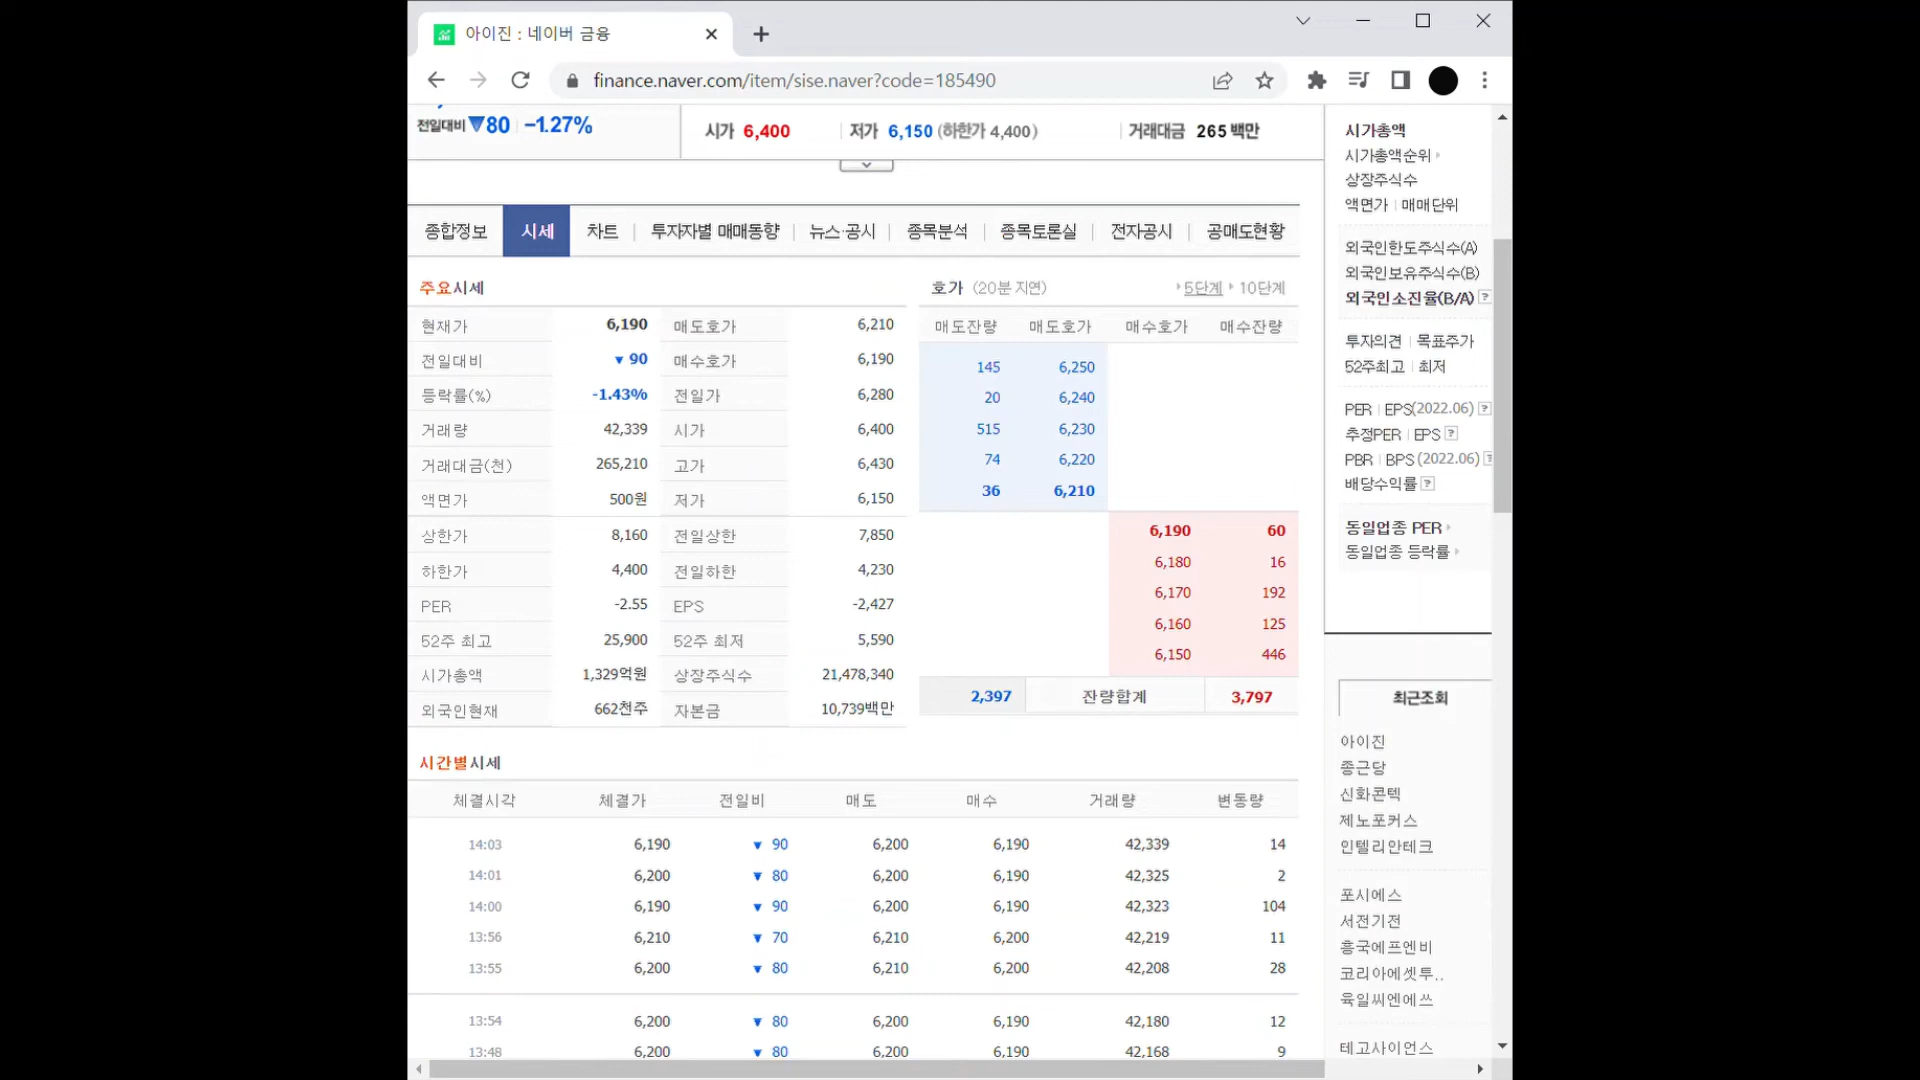 아이진 : 네이버 금융
finance.naver.com/item/sise.naver?code=185490
전일대비 ▼80 -1.27%
시가 6,400 저가 6,150 (하한가 4,400) 거래대금 265 백만
종합정보 시세 차트 투자자별 매매동향 뉴스·공시 종목분석 종목토론실 전자공시 공매도현황
주요시세
현재가 6,190 매도호가 6,210
전일대비 ▼ 90 매수호가 6,190
등락률(%) -1.43% 전일가 6,280
거래량 42,339 시가 6,400
거래대금(천) 265,210 고가 6,430
액면가 500원 저가 6,150
상한가 8,160 전일상한 7,850
하한가 4,400 전일하한 4,230
PER -2.55 EPS -2,427
52주 최고 25,900 52주 최저 5,590
시가총액 1,329억원 상장주식수 21,478,340
외국인현재 662천주 자본금 10,739백만
호가 (20분 지연) 5단계 10단계
매도잔량 매도호가 매수호가 매수잔량
145 6,250
20 6,240
515 6,230
74 6,220
36 6,210
6,190 60
6,180 16
6,170 192
6,160 125
6,150 446
2,397 잔량합계 3,797
시간별시세
체결시각 체결가 전일비 매도 매수 거래량 변동량
14:03 6,190 ▼ 90 6,200 6,190 42,339 14
14:01 6,200 ▼ 80 6,200 6,190 42,325 2
14:00 6,190 ▼ 90 6,200 6,190 42,323 104
13:56 6,210 ▼ 70 6,210 6,200 42,219 11
13:55 6,200 ▼ 80 6,210 6,200 42,208 28
13:54 6,200 ▼ 80 6,200 6,190 42,180 12
13:48 6,200 ▼ 80 6,200 6,190 42,168 9
시가총액
시가총액순위
상장주식수
액면가 | 매매단위
외국인한도주식수(A)
외국인보유주식수(B)
외국인소진율(B/A) ?
투자의견 | 목표주가
52주최고 | 최저
PER | EPS(2022.06) ?
추정PER | EPS ?
PBR | BPS (2022.06) ?
배당수익률 ?
동일업종 PER
동일업종 등락률
최근조회
아이진
종근당
신화콘텍
제노포커스
인텔리안테크
포시에스
서전기전
흥국에프엔비
코리아에셋투..
육일씨엔에쓰
테고사이언스